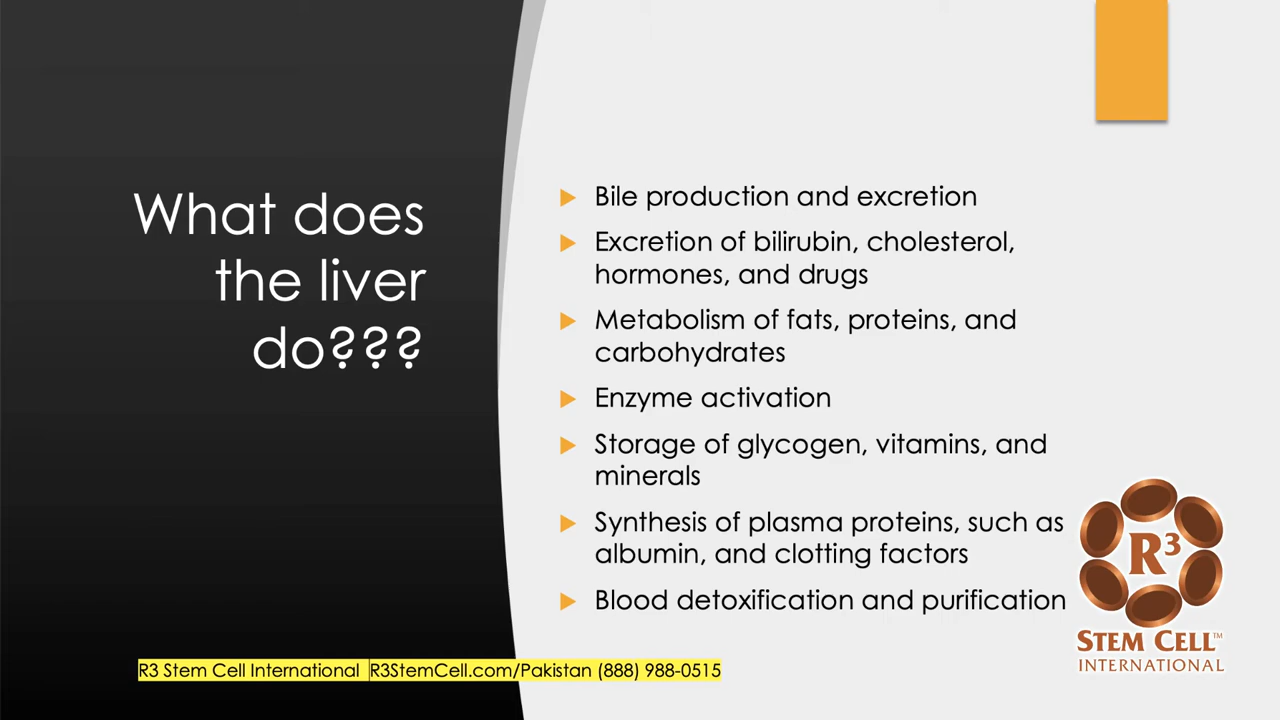 What does
the liver
do???
Bile production and excretion
Excretion of bilirubin, cholesterol,
hormones, and drugs
Metabolism of fats, proteins, and
carbohydrates
Enzyme activation
Storage of glycogen, vitamins, and
minerals
Synthesis of plasma proteins, such as
albumin, and clotting factors
Blood detoxification and purification
R3
STEM CELL™
INTERNATIONAL
R3 Stem Cell International R3StemCell.com/Pakistan (888) 988-0515